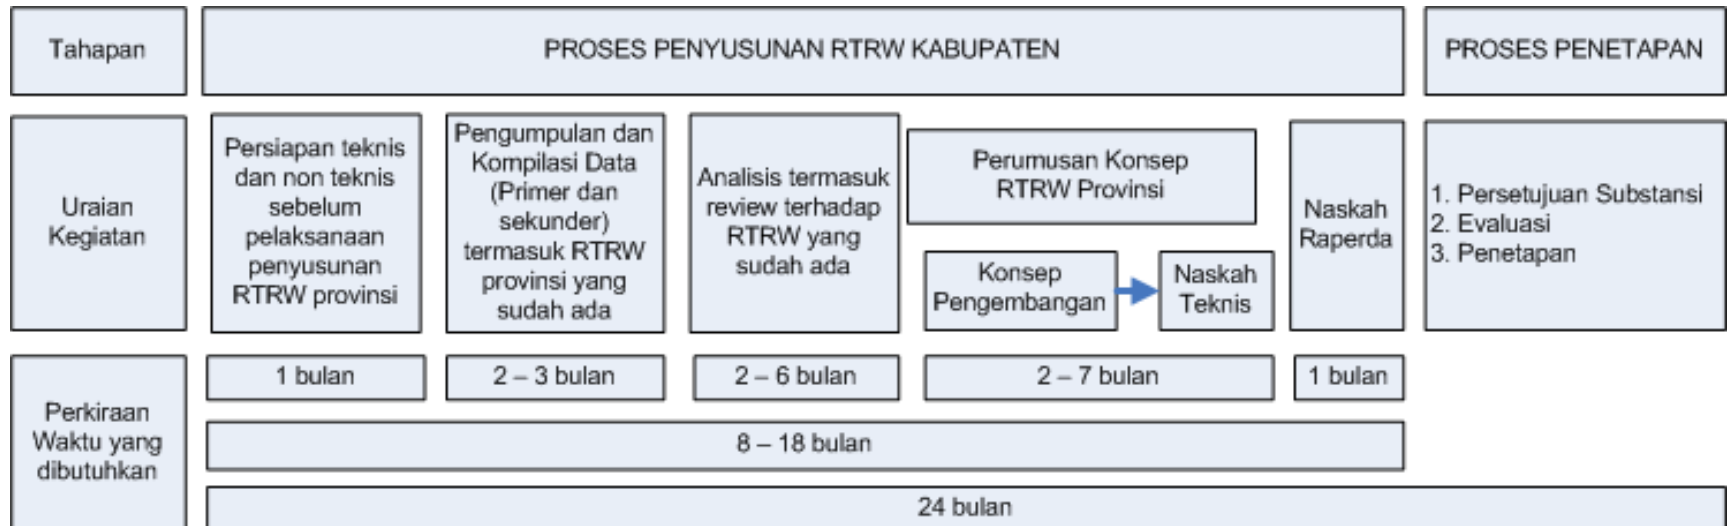 Tahapan
PROSES PENYUSUNAN RTRW KABUPATEN
PROSES PENETAPAN
Uraian
Kegiatan
Persiapan teknis
dan non teknis
sebelum
pelaksanaan
penyusunan
RTRW provinsi
Pengumpulan dan
Kompilasi Data
(Primer dan
sekunder)
termasuk RTRW
provinsi yang
sudah ada
Analisis termasuk
review terhadap
RTRW yang
sudah ada
Perumusan Konsep
RTRW Provinsi
Konsep
Pengembangan
Naskah
Teknis
Naskah
Raperda
1. Persetujuan Substansi
2. Evaluasi
3. Penetapan
Perkiraan
Waktu yang
dibutuhkan
1 bulan
2 – 3 bulan
2 – 6 bulan
2 – 7 bulan
1 bulan
8 – 18 bulan
24 bulan